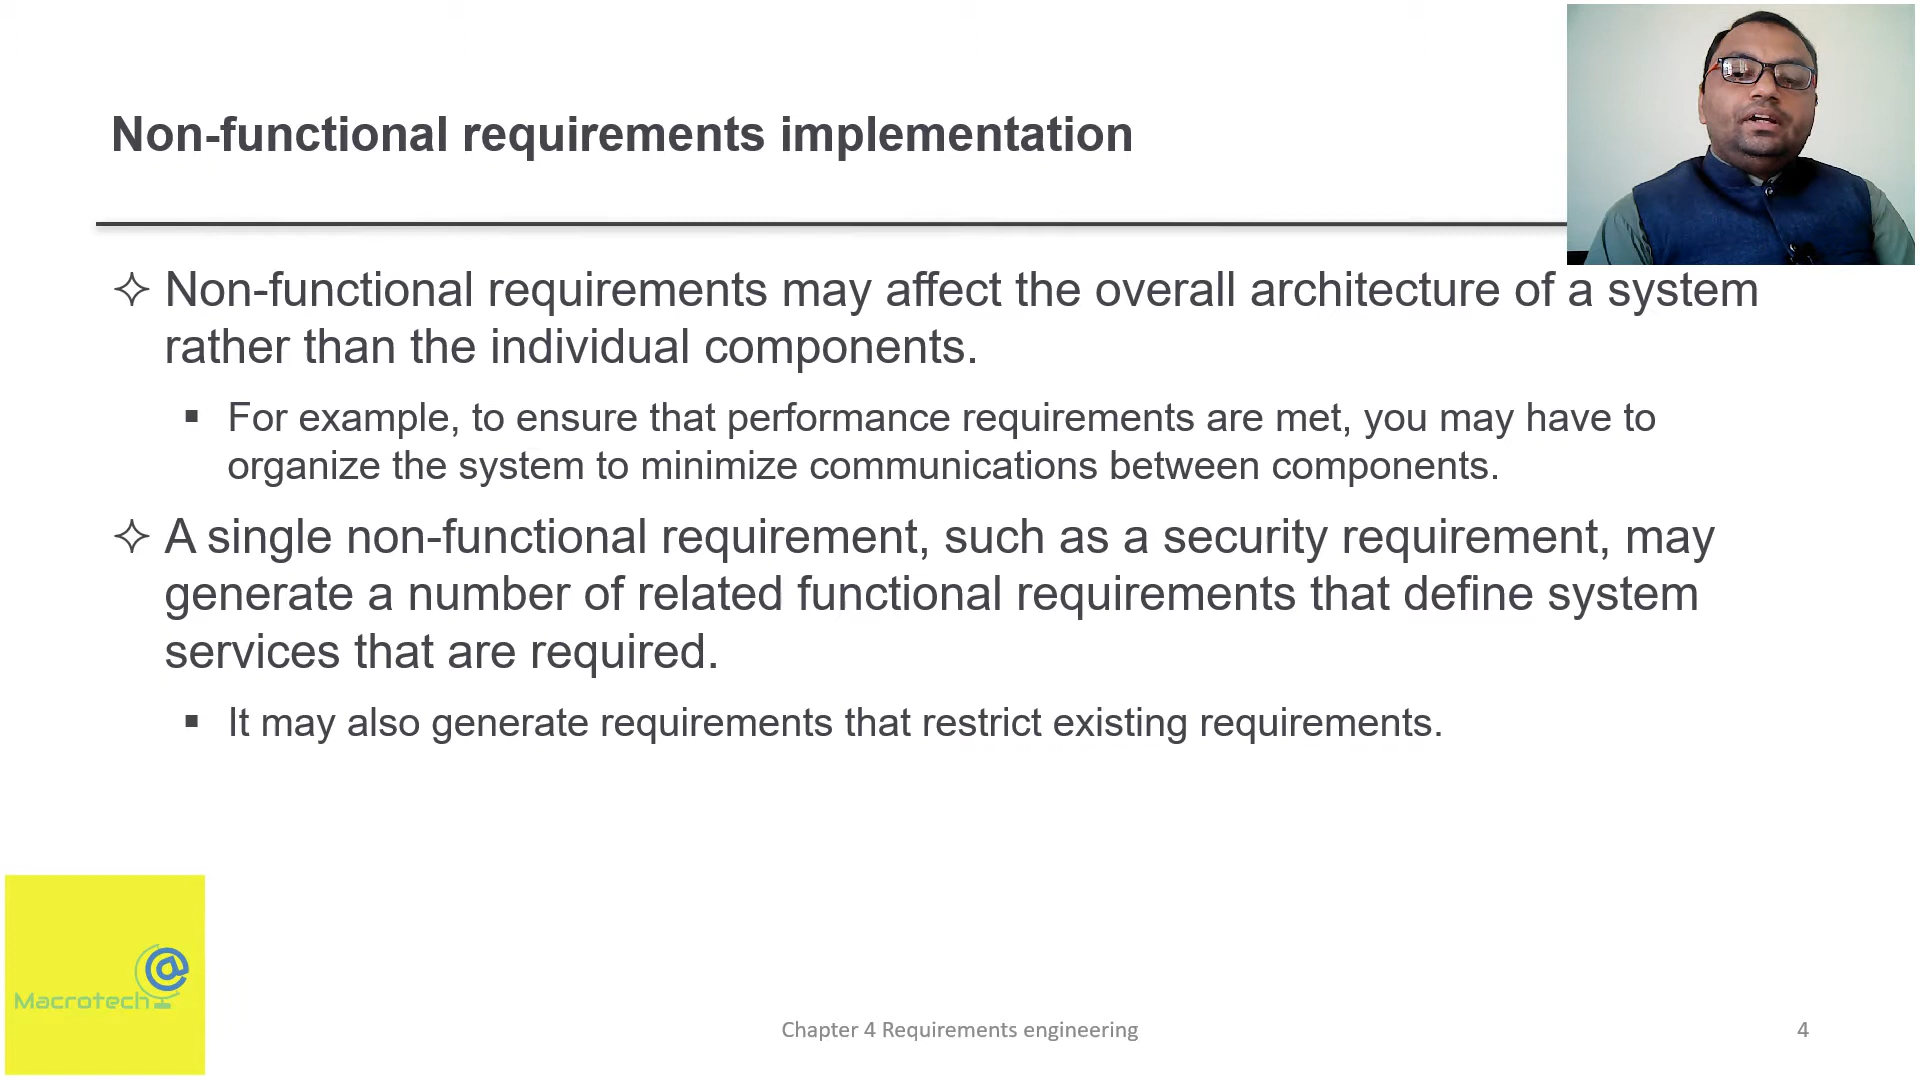 Non-functional requirements implementation
Non-functional requirements may affect the overall architecture of a system
rather than the individual components.
For example, to ensure that performance requirements are met, you may have to
organize the system to minimize communications between components.
A single non-functional requirement, such as a security requirement, may
generate a number of related functional requirements that define system
services that are required.
It may also generate requirements that restrict existing requirements.
@
Macrotech
Chapter 4 Requirements engineering
4